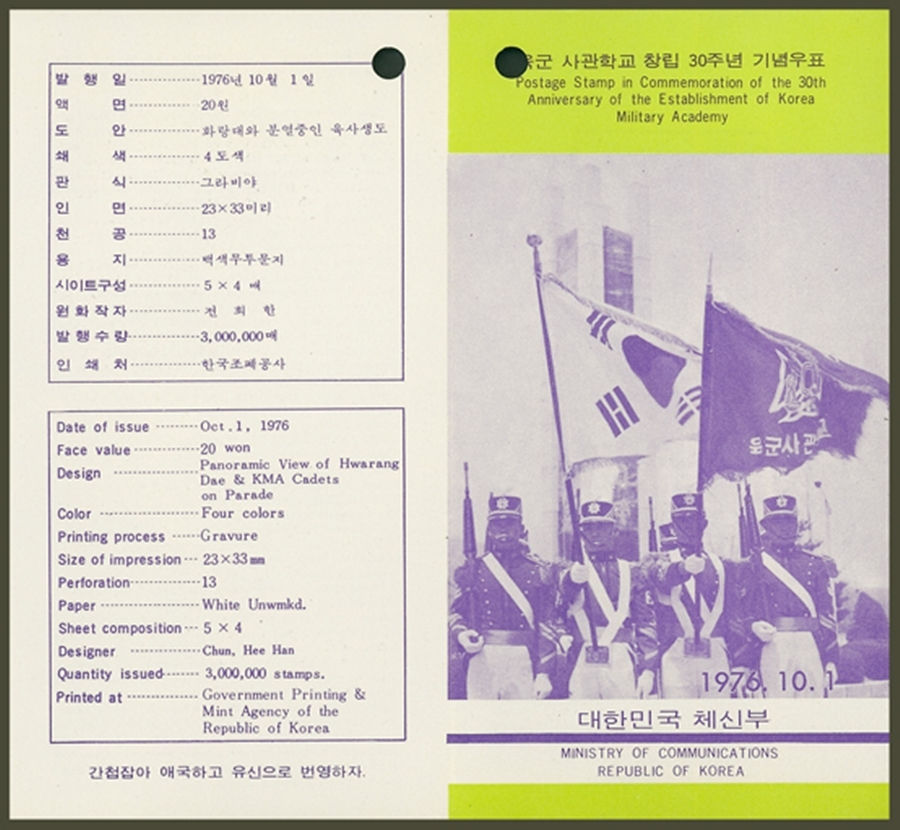 발 행 일 1976년 10월 1일
액 면 20원
도 안 화랑대와 분열중인 육사생도
쇄 색 4도색
판 식 그라비아
인 면 23×33미리
천 공 13
용 지 백색무투문지
시이트구성 5 × 4 매
원 화 작 자 전 희 한
발 행 수 량 3,000,000매
인 쇄 처 한국조폐공사
Date of issue Oct.1, 1976
Face value 20 won
Design Panoramic View of Hwarang
Dae & KMA Cadets
on Parade
Color Four colors
Printing process Gravure
Size of impression 23×33mm
Perforation 13
Paper White Unwmkd.
Sheet composition 5 × 4
Designer Chun, Hee Han
Quantity issued 3,000,000 stamps.
Printed at Government Printing &
Mint Agency of the
Republic of Korea
간첩잡아 애국하고 유신으로 번영하자.
육군 사관학교 창립 30주년 기념우표
Postage Stamp in Commemoration of the 30th
Anniversary of the Establishment of Korea
Military Academy
육군사관
1976. 10. 1
대한민국 체신부
MINISTRY OF COMMUNICATIONS
REPUBLIC OF KOREA